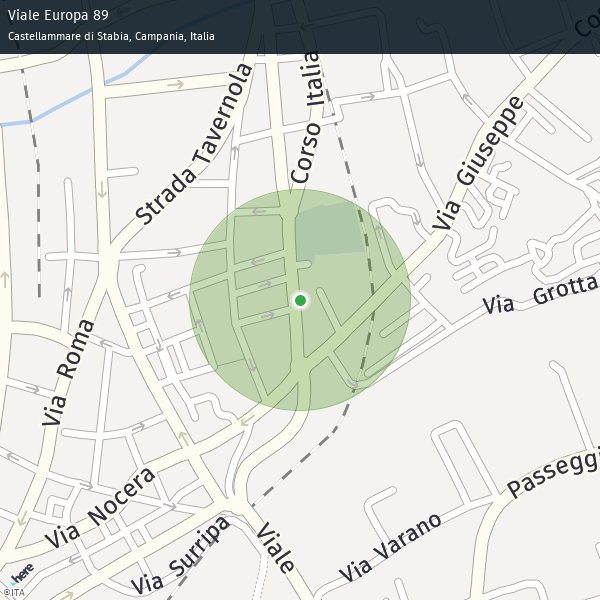 Viale Europa 89
Castellammare di Stabia, Campania, Italia
Strada Tavernola
Corso Italia
Via Giuseppe
Via Grotta
Via Roma
Via Nocera
Via Surripa
Viale
Via Varano
Passeggi
here
©ITA